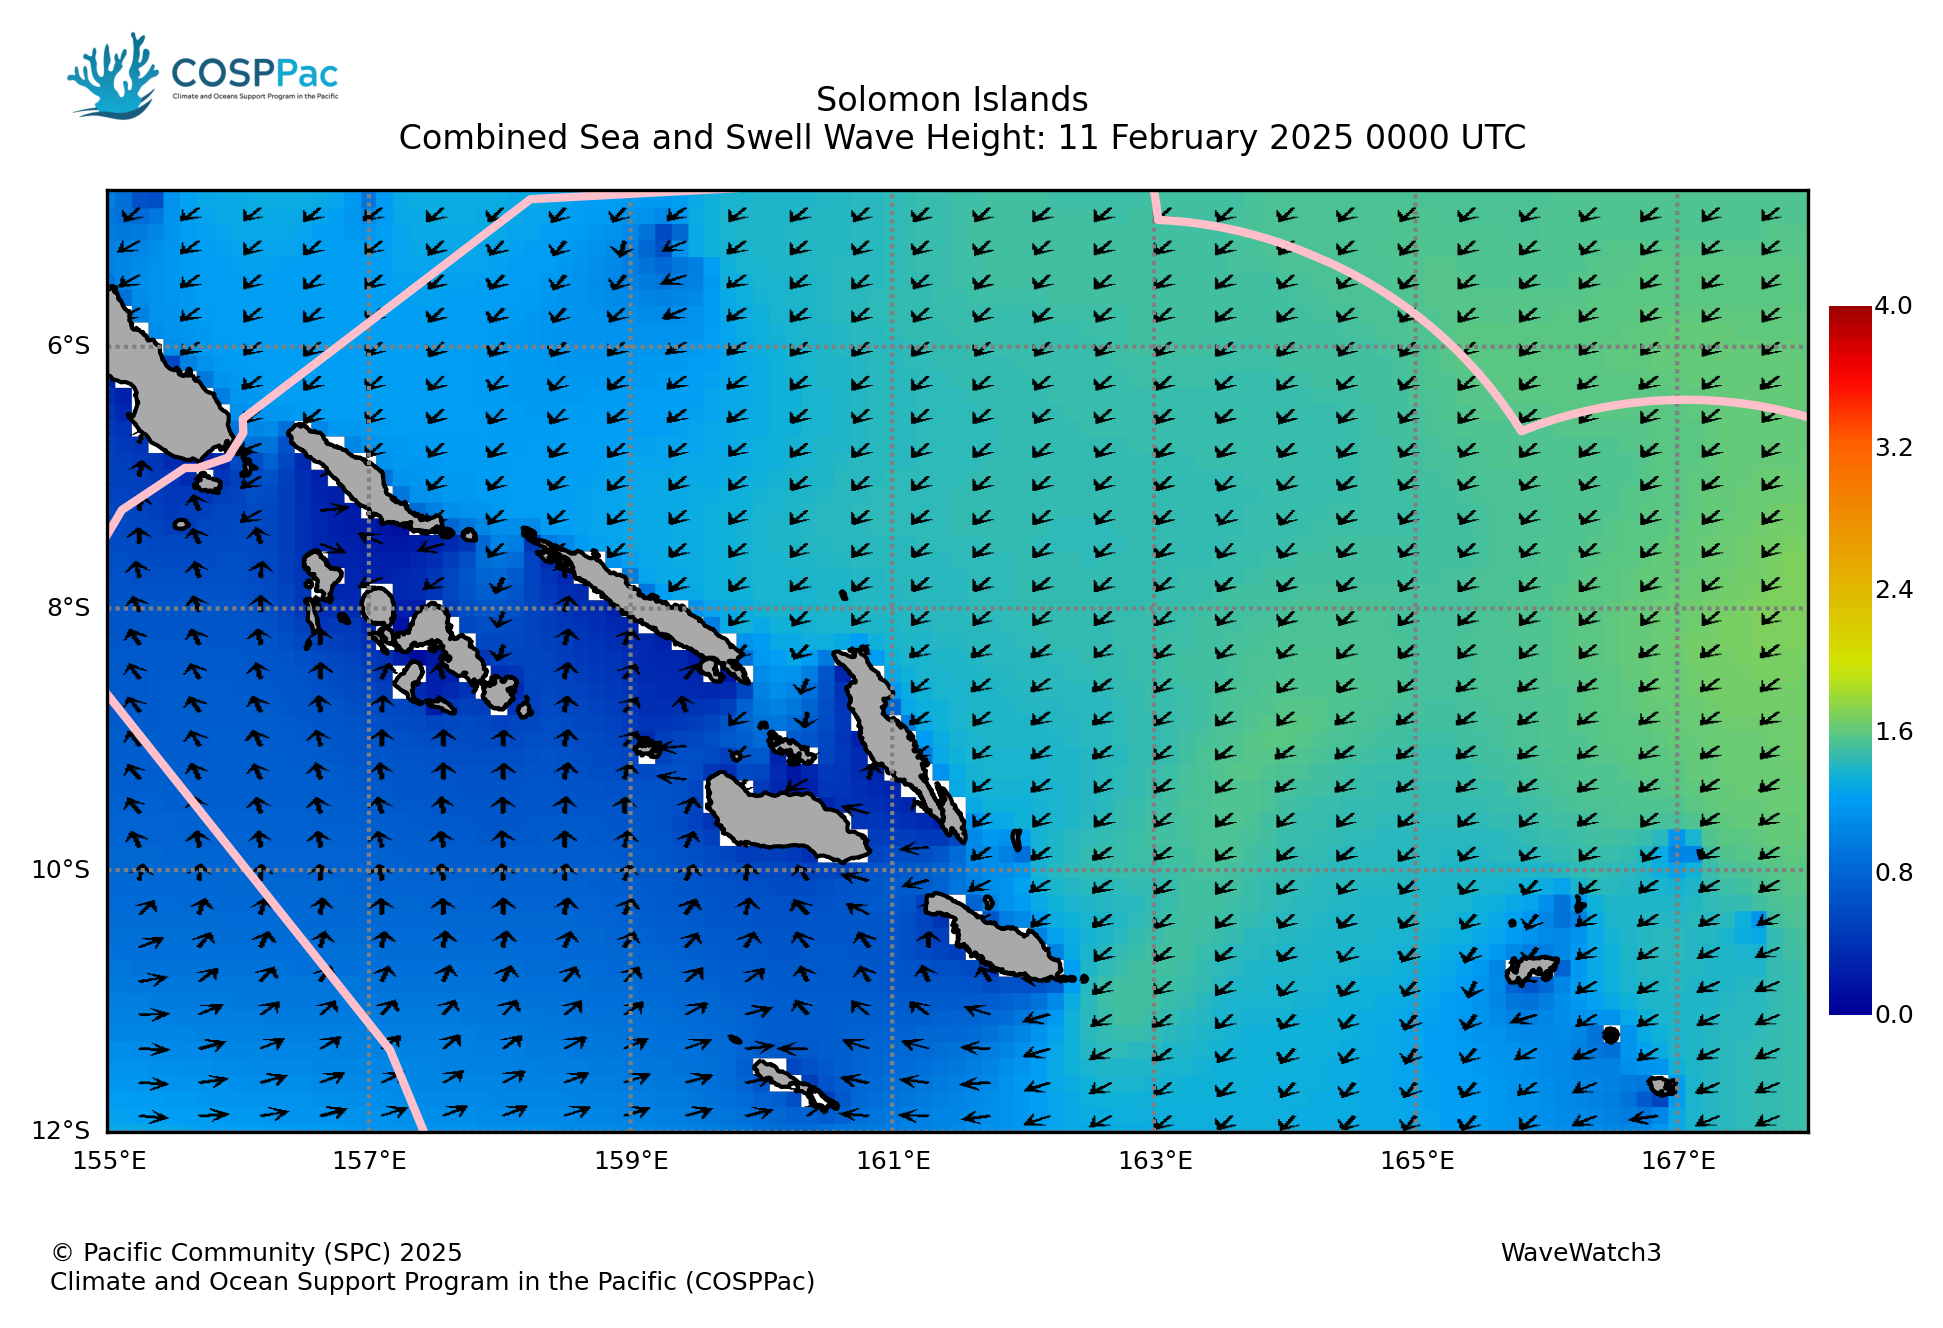 COSPPac
Climate and Oceans Support Program in the Pacific
Solomon Islands
Combined Sea and Swell Wave Height: 11 February 2025 0000 UTC
6°S
8°S
10°S
12°S
155°E
157°E
159°E
161°E
163°E
165°E
167°E
4.0
3.2
2.4
1.6
0.8
0.0
© Pacific Community (SPC) 2025
Climate and Ocean Support Program in the Pacific (COSPPac)
WaveWatch3